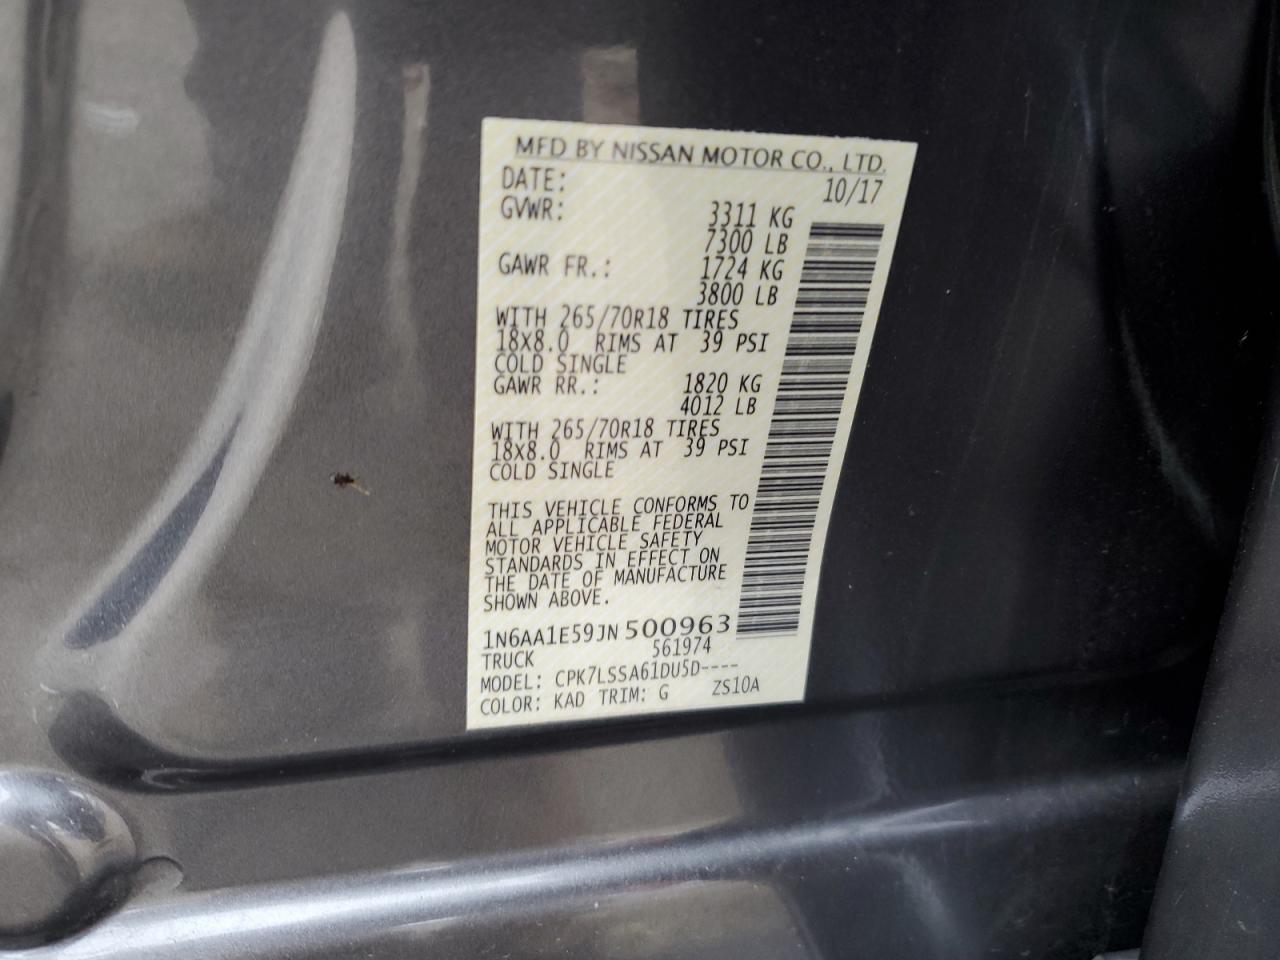 MFD BY NISSAN MOTOR CO., LTD.
DATE: 10/17
GVWR: 3311 KG
7300 LB
GAWR FR.: 1724 KG
3800 LB
WITH 265/70R18 TIRES
18X8.0 RIMS AT 39 PSI
COLD SINGLE
GAWR RR.: 1820 KG
4012 LB
WITH 265/70R18 TIRES
18X8.0 RIMS AT 39 PSI
COLD SINGLE
THIS VEHICLE CONFORMS TO
ALL APPLICABLE FEDERAL
MOTOR VEHICLE SAFETY
STANDARDS IN EFFECT ON
THE DATE OF MANUFACTURE
SHOWN ABOVE.
1N6AA1E59JN500963
TRUCK 561974
MODEL: CPK7LSSA61DU5D----
COLOR: KAD TRIM: G ZS10A